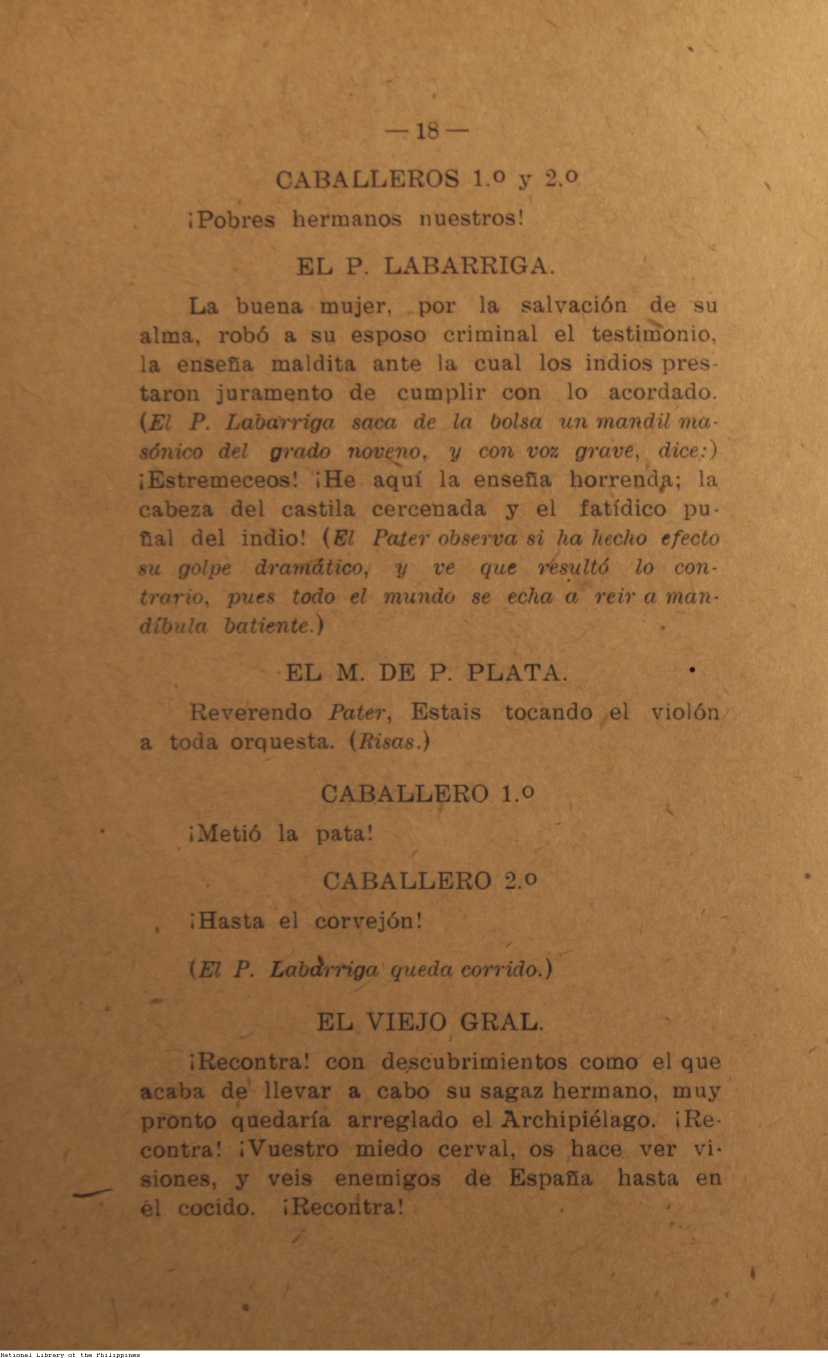 — 18 —
CABALLEROS 1.º y 2.º
¡Pobres hermanos nuestros!
EL P. LABARRIGA.
La buena mujer, por la salvación de su
alma, robó a su esposo criminal el testimonio,
la enseña maldita ante la cual los indios pres-
taron juramento de cumplir con lo acordado.
(El P. Labarriga saca de la bolsa un mandil ma-
sónico del grado noveno, y con voz grave, dice:)
¡Estremeceos! ¡He aquí la enseña horrenda; la
cabeza del castila cercenada y el fatídico pu-
ñal del indio! (El Pater observa si ha hecho efecto
su golpe dramático, y ve que resultó lo con-
trario, pues todo el mundo se echa a reir a man-
díbula batiente.)
EL M. DE P. PLATA.
Reverendo Pater, Estais tocando el violón
a toda orquesta. (Risas.)
CABALLERO 1.º
¡Metió la pata!
CABALLERO 2.º
¡Hasta el corvejón!
(El P. Labarriga queda corrido.)
EL VIEJO GRAL.
¡Recontra! con descubrimientos como el que
acaba de llevar a cabo su sagaz hermano, muy
pronto quedaría arreglado el Archipiélago. ¡Re-
contra! ¡Vuestro miedo cerval, os hace ver vi-
siones, y veis enemigos de España hasta en
el cocido. ¡Recontra!
National Library of the Philippines